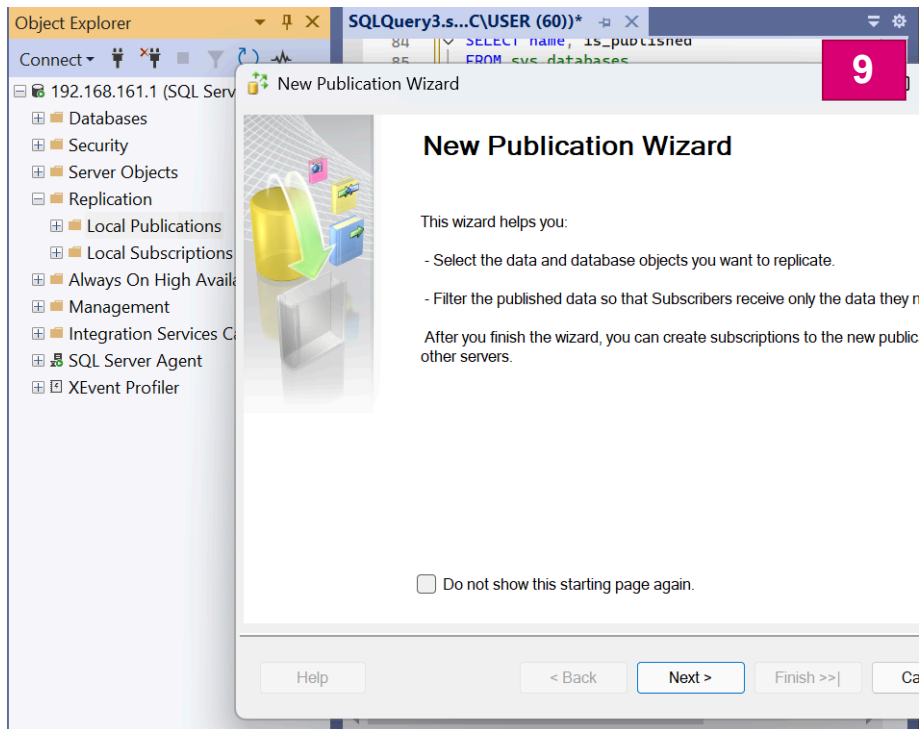 Object Explorer
SQLQuery3.s...C\USER (60))*
Connect
84 SELECT name, is_published
85 FROM sys.databases
9
New Publication Wizard
192.168.161.1 (SQL Serv
Databases
Security
Server Objects
Replication
Local Publications
Local Subscriptions
Always On High Availa
Management
Integration Services Ca
SQL Server Agent
XEvent Profiler
New Publication Wizard
This wizard helps you:
- Select the data and database objects you want to replicate.
- Filter the published data so that Subscribers receive only the data they n
After you finish the wizard, you can create subscriptions to the new public
other servers.
Do not show this starting page again.
Help
< Back
Next >
Finish >>|
Ca